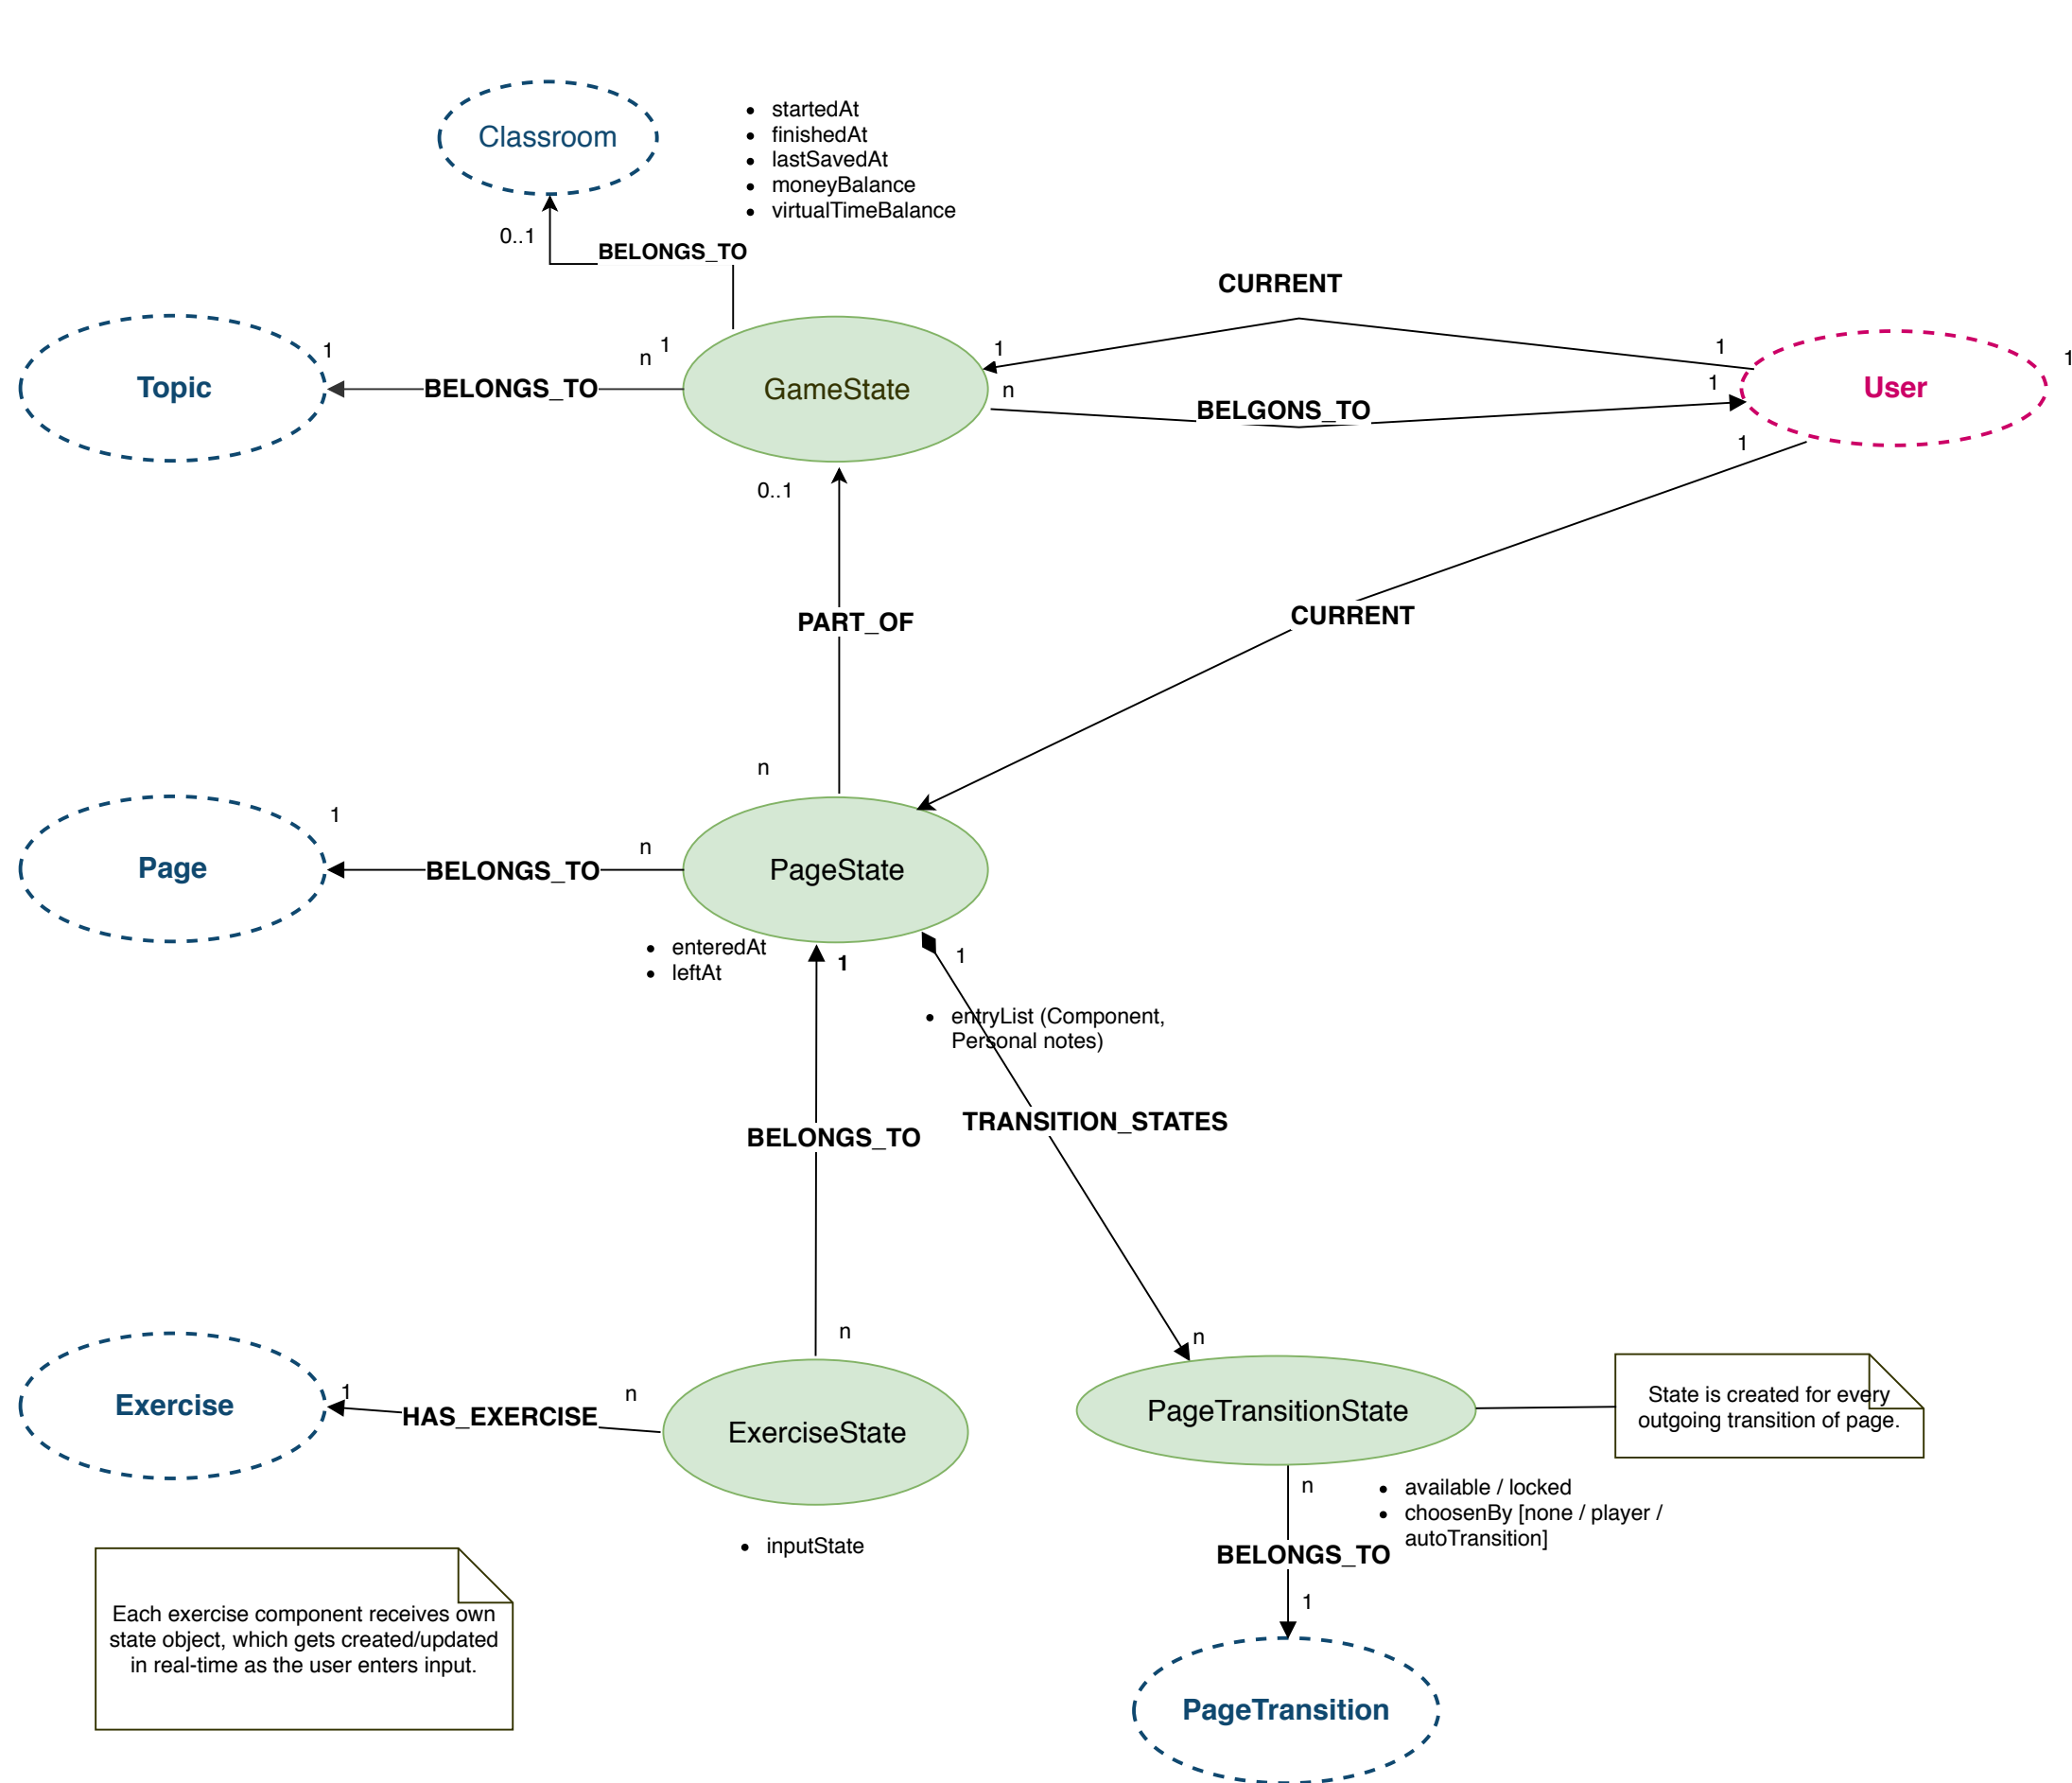 Classroom
startedAt
finishedAt
lastSavedAt
moneyBalance
virtualTimeBalance
0..1
BELONGS_TO
CURRENT
Topic
1
BELONGS_TO
n
1
GameState
1
n
BELGONS_TO
1
1
User
1
1
0..1
PART_OF
CURRENT
n
Page
1
BELONGS_TO
n
PageState
enteredAt
leftAt
1
1
entryList (Component,
Personal notes)
BELONGS_TO
TRANSITION_STATES
n
n
Exercise
1
HAS_EXERCISE
n
ExerciseState
inputState
PageTransitionState
State is created for every
outgoing transition of page.
n
available / locked
choosenBy [none / player /
autoTransition]
BELONGS_TO
1
PageTransition
Each exercise component receives own
state object, which gets created/updated
in real-time as the user enters input.